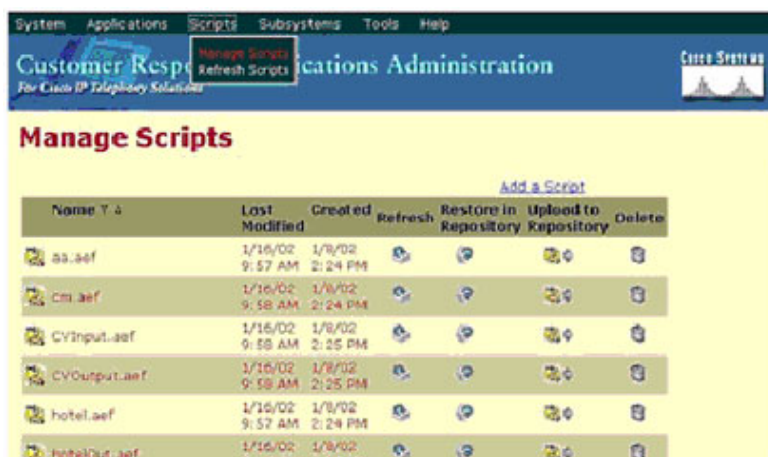 System Applications Scripts Subsystems Tools Help
Manage Scripts
Refresh Scripts
Customer Resp ications Administration
For Cisco IP Telephony Solutions
Cisco Systems
Manage Scripts
Add a Script
Name Last Modified Created Refresh Restore in Repository Upload to Repository Delete
aa.aef 1/16/02 9:57 AM 1/8/02 2:24 PM
cm.aef 1/16/02 9:58 AM 1/8/02 2:24 PM
CVInput.aef 1/16/02 9:58 AM 1/8/02 2:25 PM
CVOutput.aef 1/16/02 9:58 AM 1/8/02 2:25 PM
hotel.aef 1/16/02 9:57 AM 1/8/02 2:24 PM
hotelOut.aef 1/16/02 1/8/02